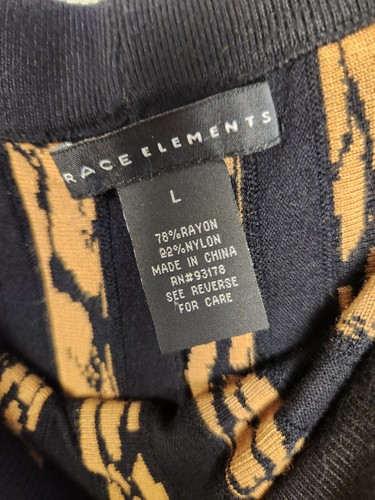 RACE ELEMENTS
L
78%RAYON
22%NYLON
MADE IN CHINA
RN#93178
SEE REVERSE
FOR CARE